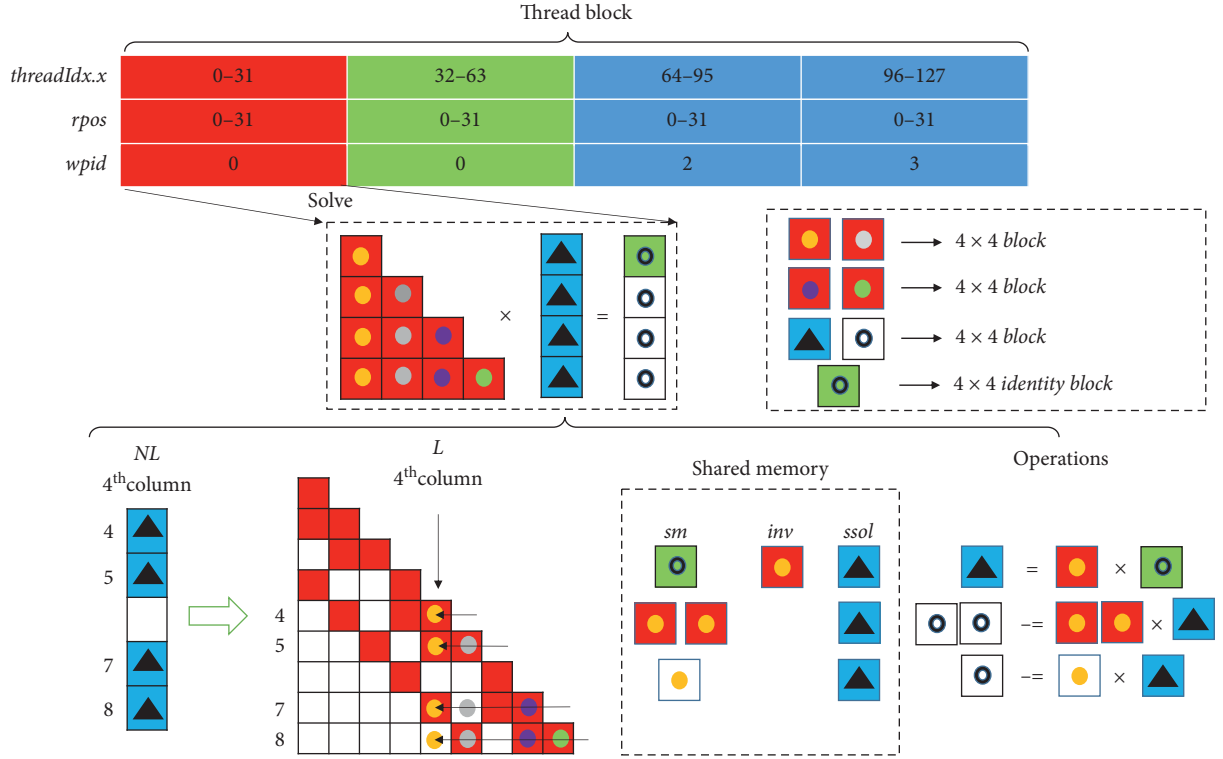 Thread block
threadIdx.x 0–31 32–63 64–95 96–127
rpos 0–31 0–31 0–31 0–31
wpid 0 0 2 3
Solve
× =
4 × 4 block
4 × 4 block
4 × 4 block
4 × 4 identity block
NL
4th column
4
5
7
8
L
4th column
4
5
7
8
Shared memory
sm inv ssol
Operations
= ×
–= ×
–= ×